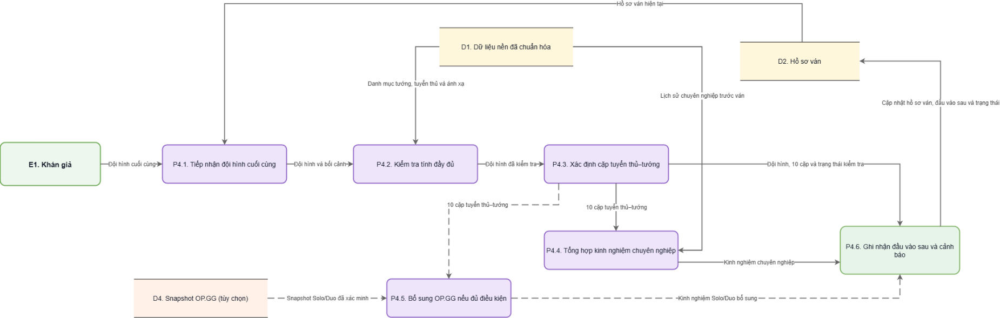 Hồ sơ ván hiện tại
D1. Dữ liệu nền đã chuẩn hóa
D2. Hồ sơ ván
Danh mục tướng, tuyển thủ và ánh xạ
Lịch sử chuyên nghiệp trước ván
Cập nhật hồ sơ ván, đầu vào sau và trạng thái
E1. Khán giả
Đội hình cuối cùng
P4.1. Tiếp nhận đội hình cuối cùng
Đội hình và bối cảnh
P4.2. Kiểm tra tính đầy đủ
Đội hình đã kiểm tra
P4.3. Xác định cặp tuyển thủ–tướng
Đội hình, 10 cặp và trạng thái kiểm tra
10 cặp tuyển thủ–tướng
10 cặp tuyển thủ–tướng
P4.4. Tổng hợp kinh nghiệm chuyên nghiệp
P4.6. Ghi nhận đầu vào sau và cảnh
báo
Kinh nghiệm chuyên nghiệp
D4. Snapshot OP.GG (tùy chọn)
Snapshot Solo/Duo đã xác minh
P4.5. Bổ sung OP.GG nếu đủ điều kiện
Kinh nghiệm Solo/Duo bổ sung